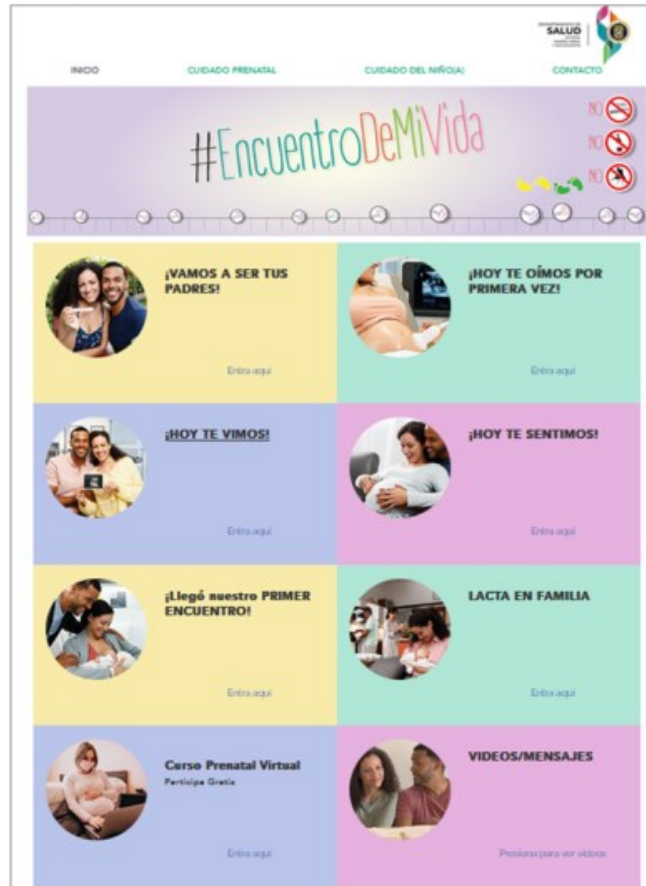 DEPARTAMENTO DE
SALUD
INICIO
CUIDADO PRENATAL
CUIDADO DEL NIÑO(A)
CONTACTO
#EncuentroDeMiVida
NO
NO
NO
¡VAMOS A SER TUS
PADRES!
Entra aquí
¡HOY TE OÍMOS POR
PRIMERA VEZ!
Entra aquí
¡HOY TE VIMOS!
Entra aquí
¡HOY TE SENTIMOS!
Entra aquí
¡Llegó nuestro PRIMER
ENCUENTRO!
Entra aquí
LACTA EN FAMILIA
Entra aquí
Curso Prenatal Virtual
Participa Gratis
Entra aquí
VIDEOS/MENSAJES
Presiona para ver videos